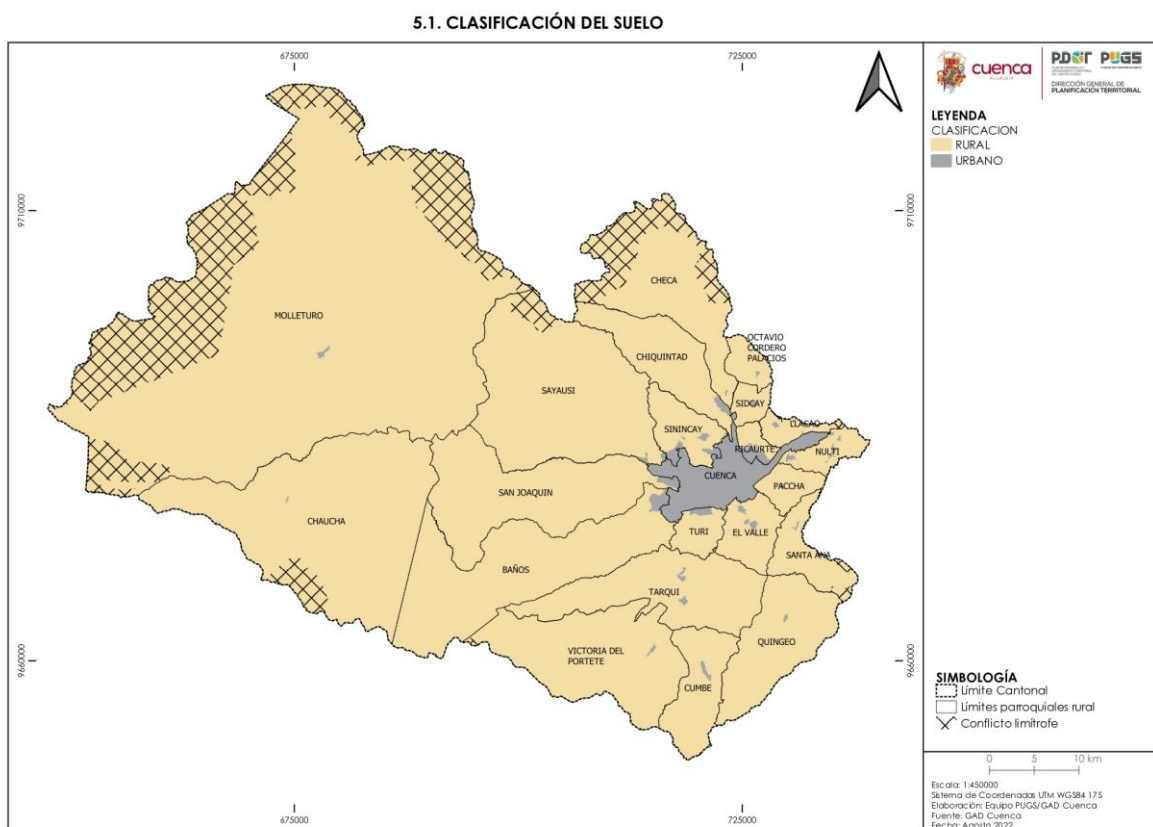 5.1. CLASIFICACIÓN DEL SUELO
675000
725000
9710000
9710000
CHECA
MOLLETURO
OCTAVIO
CORDERO
PALACIOS
CHIQUINTAD
SAYAUSI
SIDCAY
SININCAY
LLACAO
RICAURTE
NULTI
CUENCA
PACCHA
SAN JOAQUIN
CHAUCHA
TURI
EL VALLE
SANTA ANA
BAÑOS
TARQUI
QUINGEO
VICTORIA DEL
PORTETE
CUMBE
9660000
9660000
675000
725000
cuenca
ALCALDÍA
PDOT PUGS
DIRECCIÓN GENERAL DE
PLANIFICACIÓN TERRITORIAL
LEYENDA
CLASIFICACION
RURAL
URBANO
SIMBOLOGÍA
Límite Cantonal
Límites parroquiales rural
Conflicto limítrofe
0 5 10 km
Escala: 1:450000
Sistema de Coordenadas UTM WGS84 17S
Elaboración: Equipo PUGS/GAD Cuenca
Fuente: GAD Cuenca
Fecha: Agosto 2022